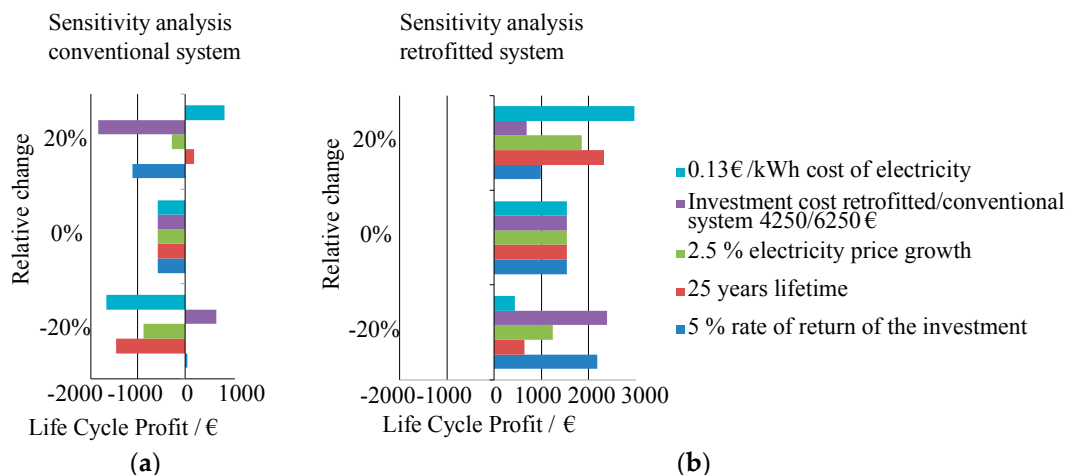 Sensitivity analysis
conventional system
Relative change
20%
0%
-20%
-2000 -1000 0 1000
Life Cycle Profit / €
(a)
Sensitivity analysis
retrofitted system
Relative change
20%
0%
-20%
-2000 -1000 0 1000 2000 3000
Life Cycle Profit / €
(b)
0.13€ /kWh cost of electricity
Investment cost retrofitted/conventional
system 4250/6250 €
2.5 % electricity price growth
25 years lifetime
5 % rate of return of the investment